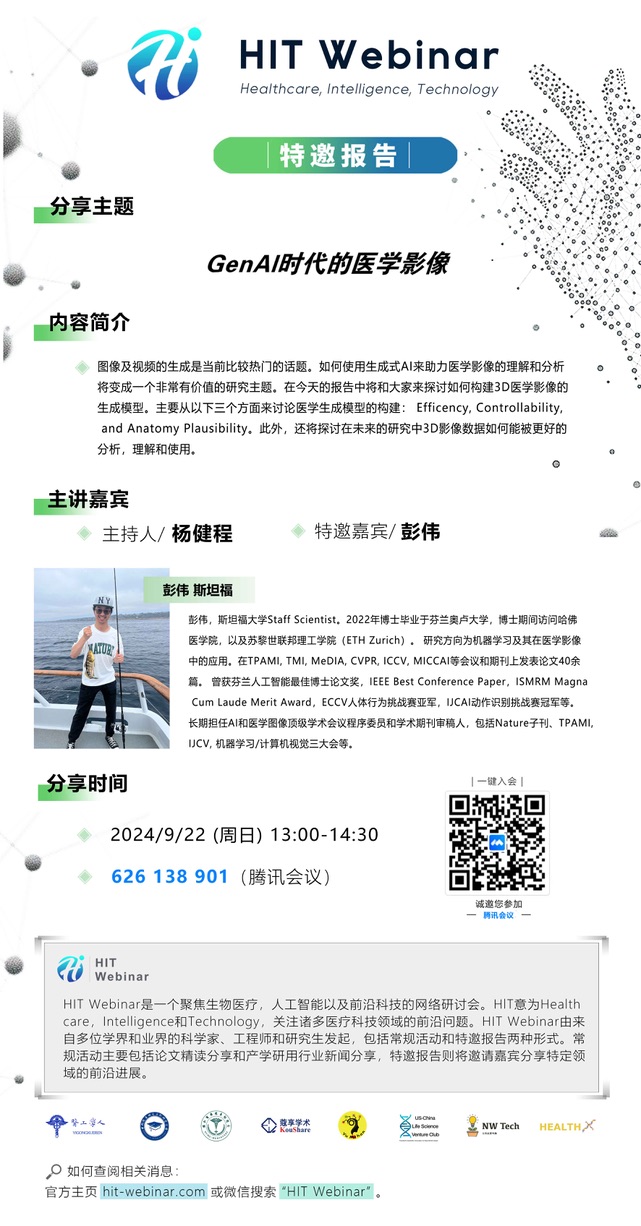 Hi
HIT Webinar
Healthcare, Intelligence, Technology
特邀报告
分享主题
GenAI时代的医学影像
内容简介
图像及视频的生成是当前比较热门的话题。如何使用生成式AI来助力医学影像的理解和分析
将变成一个非常有价值的研究主题。在今天的报告中将和大家来探讨如何构建3D医学影像的
生成模型。主要从以下三个方面来讨论医学生成模型的构建： Efficency, Controllability,
and Anatomy Plausibility。此外，还将探讨在未来的研究中3D影像数据如何能被更好的
分析，理解和使用。
主讲嘉宾
主持人/ 杨健程
特邀嘉宾/ 彭伟
彭伟 斯坦福
彭伟，斯坦福大学Staff Scientist。2022年博士毕业于芬兰奥卢大学，博士期间访问哈佛
医学院，以及苏黎世联邦理工学院（ETH Zurich）。 研究方向为机器学习及其在医学影像
中的应用。在TPAMI, TMI, MeDIA, CVPR, ICCV, MICCAI等会议和期刊上发表论文40余
篇。 曾获芬兰人工智能最佳博士论文奖，IEEE Best Conference Paper，ISMRM Magna
Cum Laude Merit Award，ECCV人体行为挑战赛亚军，IJCAI动作识别挑战赛冠军等。
长期担任AI和医学图像顶级学术会议程序委员和学术期刊审稿人，包括Nature子刊、TPAMI,
IJCV, 机器学习/计算机视觉三大会等。
分享时间
| 一键入会 |
2024/9/22 (周日) 13:00-14:30
626 138 901（腾讯会议）
诚邀您参加
— 腾讯会议 —
Hi
HIT
Webinar
HIT Webinar是一个聚焦生物医疗，人工智能以及前沿科技的网络研讨会。HIT意为Health
care，Intelligence和Technology，关注诸多医疗科技领域的前沿问题。HIT Webinar由来
自多位学界和业界的科学家、工程师和研究生发起，包括常规活动和特邀报告两种形式。常
规活动主要包括论文精读分享和产学研用行业新闻分享，特邀报告则将邀请嘉宾分享特定领
域的前沿进展。
医工学人
YIGONGXUEREN
蔻享学术
KouShare
US-China
Life Science
Venture Club
NW Tech
HEALTHX
如何查阅相关消息：
官方主页 hit-webinar.com 或微信搜索 “HIT Webinar” 。